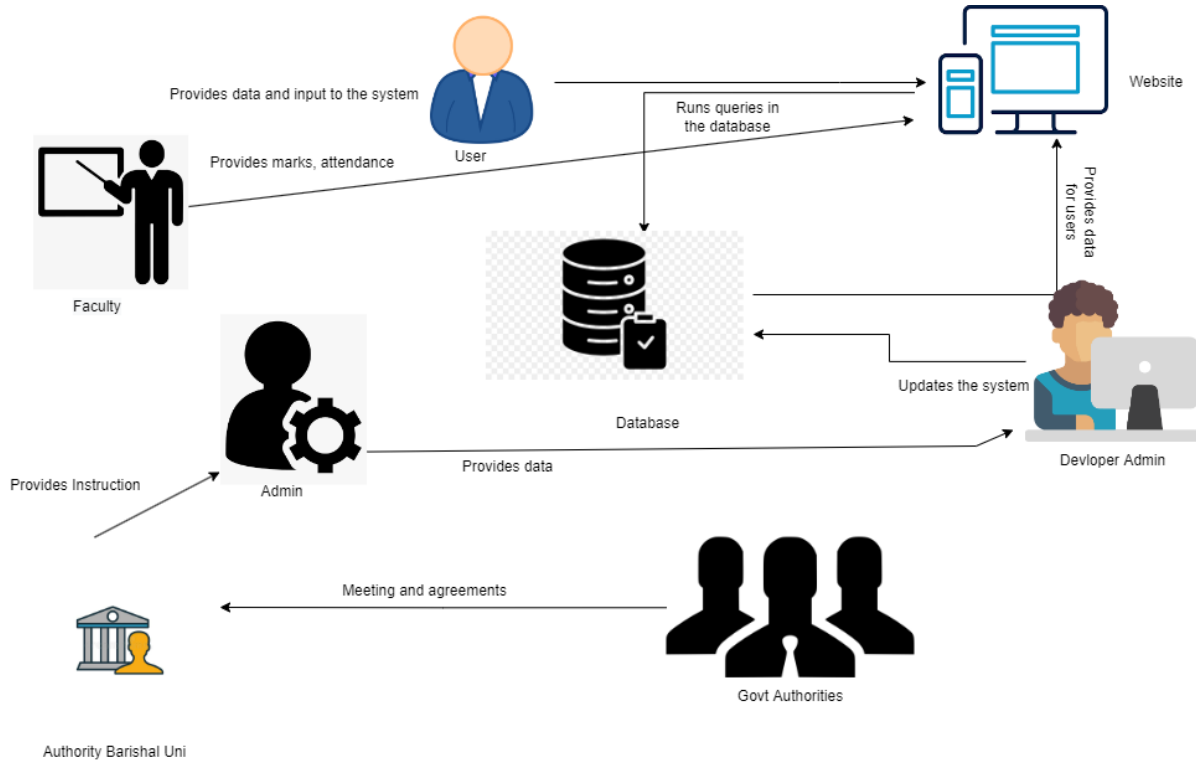 Website
Provides data and input to the system
Runs queries in
the database
User
Provides marks, attendance
Provides data
for users
Faculty
Updates the system
Database
Devloper Admin
Provides data
Provides Instruction
Admin
Meeting and agreements
Govt Authorities
Authority Barishal Uni